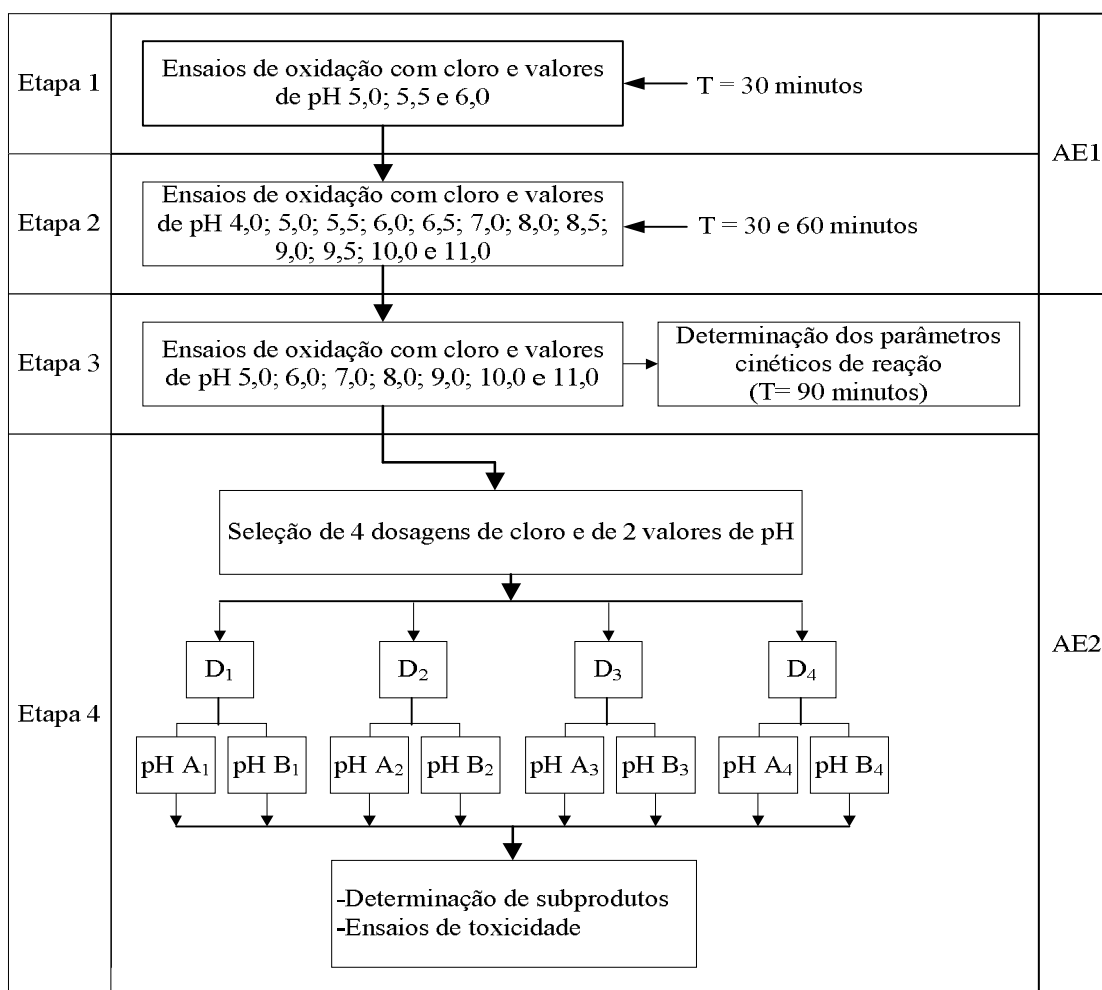 Etapa 1
Ensaios de oxidação com cloro e valores
de pH 5,0; 5,5 e 6,0
T = 30 minutos
AE1
Etapa 2
Ensaios de oxidação com cloro e valores
de pH 4,0; 5,0; 5,5; 6,0; 6,5; 7,0; 8,0; 8,5;
9,0; 9,5; 10,0 e 11,0
T = 30 e 60 minutos
Etapa 3
Ensaios de oxidação com cloro e valores
de pH 5,0; 6,0; 7,0; 8,0; 9,0; 10,0 e 11,0
Determinação dos parâmetros
cinéticos de reação
(T= 90 minutos)
AE2
Etapa 4
Seleção de 4 dosagens de cloro e de 2 valores de pH
D₁ D₂ D₃ D₄
pH A₁ pH B₁ pH A₂ pH B₂ pH A₃ pH B₃ pH A₄ pH B₄
-Determinação de subprodutos
-Ensaios de toxicidade